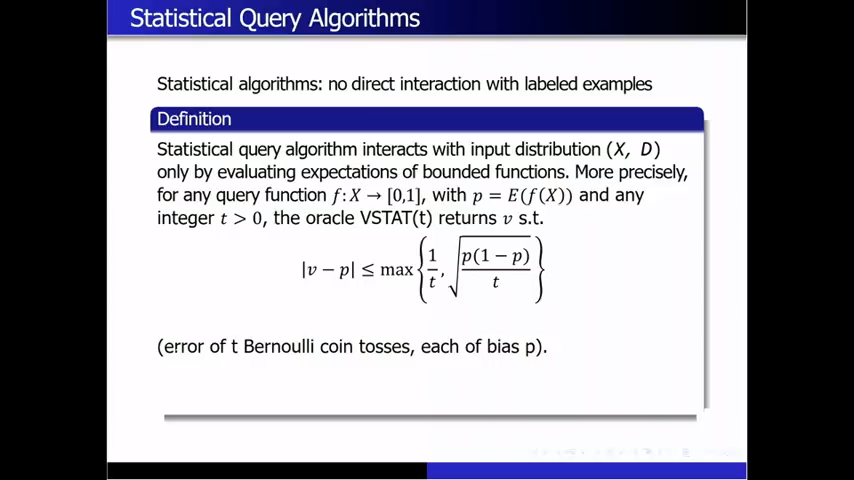 Statistical Query Algorithms
Statistical algorithms: no direct interaction with labeled examples
Definition
Statistical query algorithm interacts with input distribution (X, D)
only by evaluating expectations of bounded functions. More precisely,
for any query function f: X → [0,1], with p = E(f(X)) and any
integer t > 0, the oracle VSTAT(t) returns v s.t.
|v − p| ≤ max{1/t, √(p(1 − p)/t)}
(error of t Bernoulli coin tosses, each of bias p).